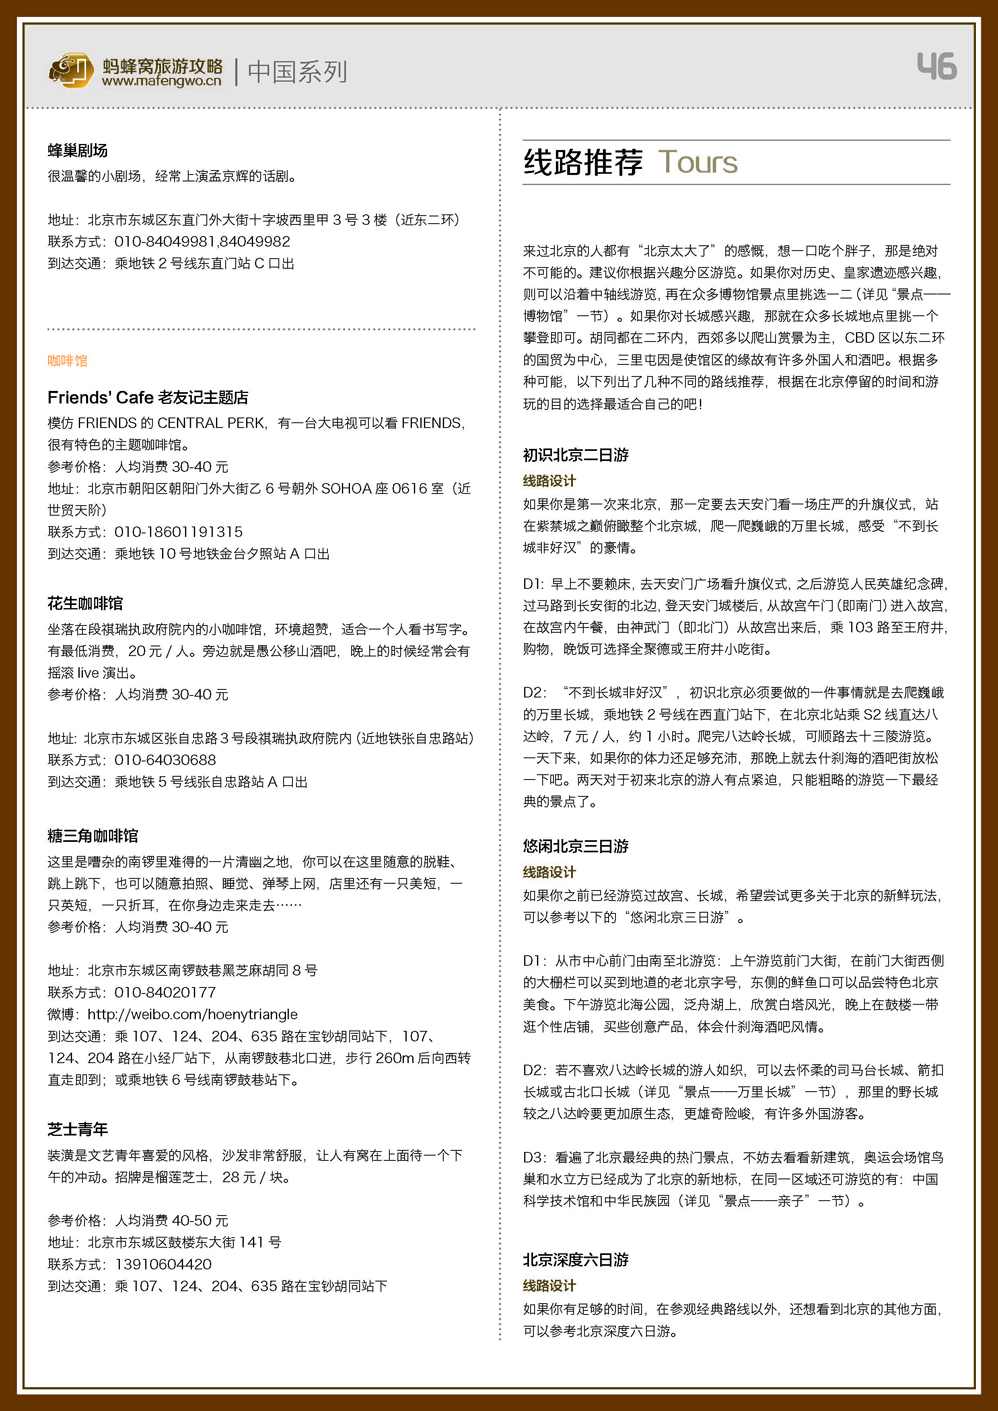 蚂蜂窝旅游攻略
www.mafengwo.cn
中国系列
46
蜂巢剧场
很温馨的小剧场，经常上演孟京辉的话剧。
地址：北京市东城区东直门外大街十字坡西里甲 3 号 3 楼（近东二环）
联系方式：010-84049981,84049982
到达交通：乘地铁 2 号线东直门站 C 口出
咖啡馆
Friends’ Cafe 老友记主题店
模仿 FRIENDS 的 CENTRAL PERK，有一台大电视可以看 FRIENDS，
很有特色的主题咖啡馆。
参考价格：人均消费 30-40 元
地址：北京市朝阳区朝阳门外大街乙 6 号朝外 SOHOA 座 0616 室（近
世贸天阶）
联系方式：010-18601191315
到达交通：乘地铁 10 号地铁金台夕照站 A 口出
花生咖啡馆
坐落在段祺瑞执政府院内的小咖啡馆，环境超赞，适合一个人看书写字。
有最低消费，20 元 / 人。旁边就是愚公移山酒吧，晚上的时候经常会有
摇滚 live 演出。
参考价格：人均消费 30-40 元
地址：北京市东城区张自忠路 3 号段祺瑞执政府院内（近地铁张自忠路站）
联系方式：010-64030688
到达交通：乘地铁 5 号线张自忠路站 A 口出
糖三角咖啡馆
这里是嘈杂的南锣里难得的一片清幽之地，你可以在这里随意的脱鞋、
跳上跳下，也可以随意拍照、睡觉、弹琴上网，店里还有一只美短，一
只英短，一只折耳，在你身边走来走去……
参考价格：人均消费 30-40 元
地址：北京市东城区南锣鼓巷黑芝麻胡同 8 号
联系方式：010-84020177
微博：http://weibo.com/hoenytriangle
到达交通：乘 107、124、204、635 路在宝钞胡同站下，107、
124、204 路在小经厂站下，从南锣鼓巷北口进，步行 260m 后向西转
直走即到；或乘地铁 6 号线南锣鼓巷站下。
芝士青年
装潢是文艺青年喜爱的风格，沙发非常舒服，让人有窝在上面待一个下
午的冲动。招牌是榴莲芝士，28 元 / 块。
参考价格：人均消费 40-50 元
地址：北京市东城区鼓楼东大街 141 号
联系方式：13910604420
到达交通：乘 107、124、204、635 路在宝钞胡同站下
线路推荐 Tours
来过北京的人都有“北京太大了”的感慨，想一口吃个胖子，那是绝对
不可能的。建议你根据兴趣分区游览。如果你对历史、皇家遗迹感兴趣，
则可以沿着中轴线游览，再在众多博物馆景点里挑选一二（详见“景点——
博物馆”一节）。如果你对长城感兴趣，那就在众多长城地点里挑一个
攀登即可。胡同都在二环内，西郊多以爬山赏景为主，CBD 区以东二环
的国贸为中心，三里屯因是使馆区的缘故有许多外国人和酒吧。根据多
种可能，以下列出了几种不同的路线推荐，根据在北京停留的时间和游
玩的目的选择最适合自己的吧！
初识北京二日游
线路设计
如果你是第一次来北京，那一定要去天安门看一场庄严的升旗仪式，站
在紫禁城之巅俯瞰整个北京城，爬一爬巍峨的万里长城，感受“不到长
城非好汉”的豪情。
D1：早上不要赖床，去天安门广场看升旗仪式，之后游览人民英雄纪念碑，
过马路到长安街的北边，登天安门城楼后，从故宫午门（即南门）进入故宫，
在故宫内午餐，由神武门（即北门）从故宫出来后，乘 103 路至王府井，
购物，晚饭可选择全聚德或王府井小吃街。
D2：“不到长城非好汉”，初识北京必须要做的一件事情就是去爬巍峨
的万里长城，乘地铁 2 号线在西直门站下，在北京北站乘 S2 线直达八
达岭，7 元 / 人，约 1 小时。爬完八达岭长城，可顺路去十三陵游览。
一天下来，如果你的体力还足够充沛，那晚上就去什刹海的酒吧街放松
一下吧。两天对于初来北京的游人有点紧迫，只能粗略的游览一下最经
典的景点了。
悠闲北京三日游
线路设计
如果你之前已经游览过故宫、长城，希望尝试更多关于北京的新鲜玩法，
可以参考以下的“悠闲北京三日游”。
D1：从市中心前门由南至北游览：上午游览前门大街，在前门大街西侧
的大栅栏可以买到地道的老北京字号，东侧的鲜鱼口可以品尝特色北京
美食。下午游览北海公园，泛舟湖上，欣赏白塔风光，晚上在鼓楼一带
逛个性店铺，买些创意产品，体会什刹海酒吧风情。
D2：若不喜欢八达岭长城的游人如织，可以去怀柔的司马台长城、箭扣
长城或古北口长城（详见“景点——万里长城”一节），那里的野长城
较之八达岭要更加原生态，更雄奇险峻，有许多外国游客。
D3：看遍了北京最经典的热门景点，不妨去看看新建筑，奥运会场馆鸟
巢和水立方已经成为了北京的新地标，在同一区域还可游览的有：中国
科学技术馆和中华民族园（详见“景点——亲子”一节）。
北京深度六日游
线路设计
如果你有足够的时间，在参观经典路线以外，还想看到北京的其他方面，
可以参考北京深度六日游。